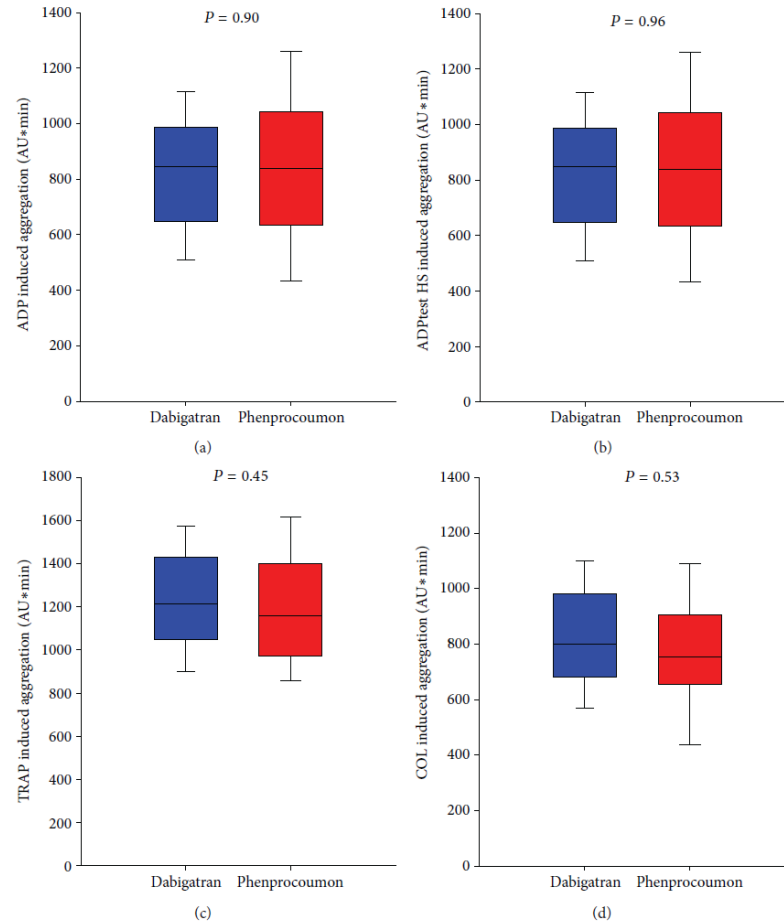 P = 0.90
ADP induced aggregation (AU*min)
1400
1200
1000
800
600
400
200
0
Dabigatran Phenprocoumon
(a)
P = 0.96
ADPtest HS induced aggregation (AU*min)
1400
1200
1000
800
600
400
200
0
Dabigatran Phenprocoumon
(b)
P = 0.45
TRAP induced aggregation (AU*min)
1800
1600
1400
1200
1000
800
600
400
200
0
Dabigatran Phenprocoumon
(c)
P = 0.53
COL induced aggregation (AU*min)
1400
1200
1000
800
600
400
200
0
Dabigatran Phenprocoumon
(d)